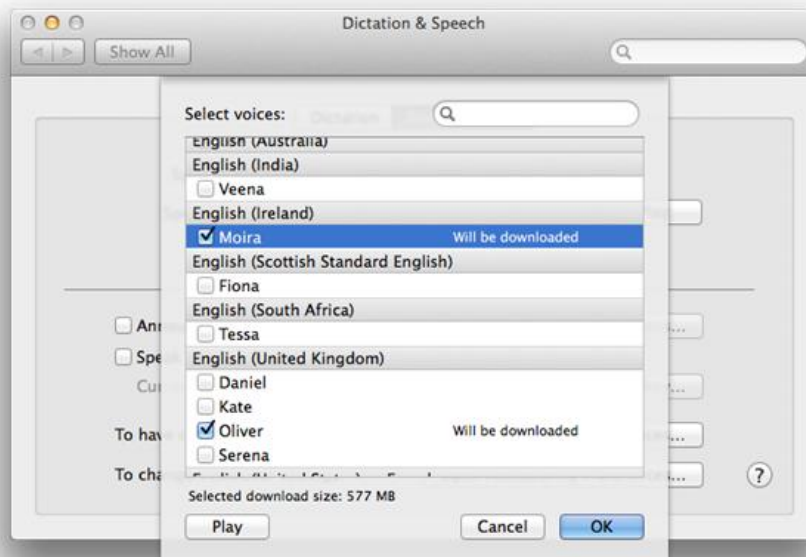 Dictation & Speech
Show All
Select voices:
English (Australia)
English (India)
Veena
English (Ireland)
Moira Will be downloaded
English (Scottish Standard English)
Fiona
English (South Africa)
Tessa
English (United Kingdom)
Daniel
Kate
Oliver Will be downloaded
Serena
To have
Selected download size: 577 MB
Play Cancel OK
?